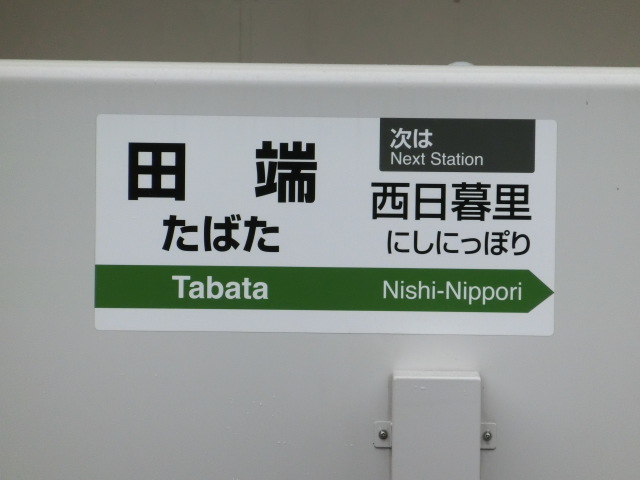 田端
たばた
Tabata
次は
Next Station
西日暮里
にしにっぽり
Nishi-Nippori